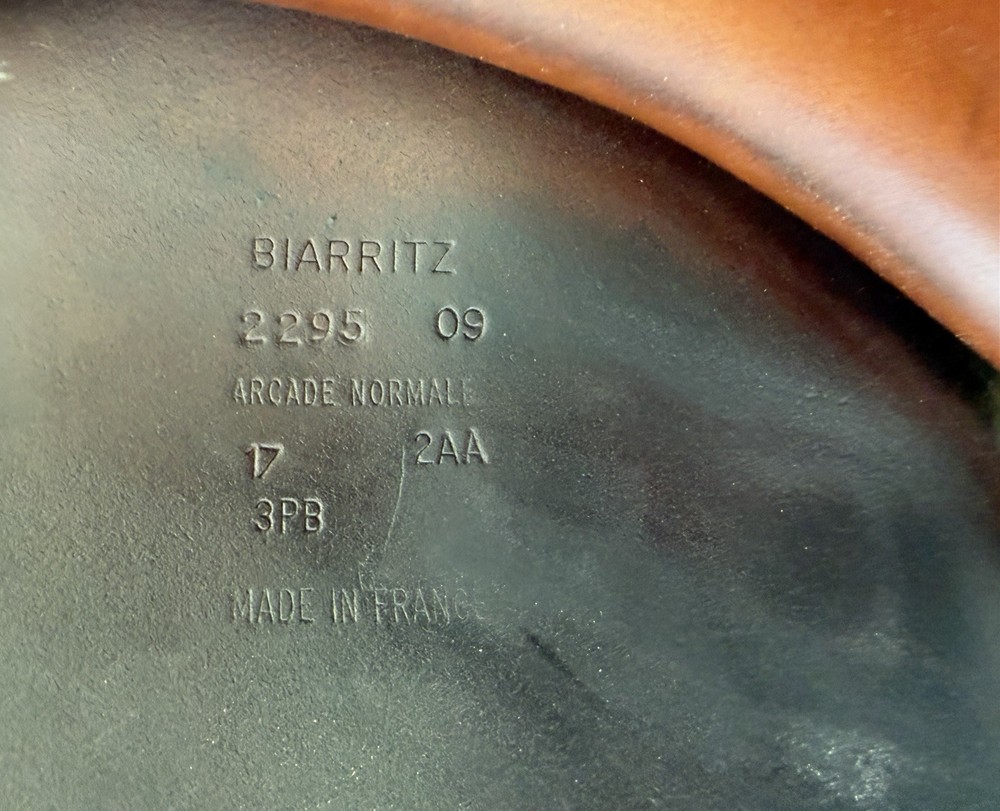 BIARRITZ
2295 09
ARCADE NORMALE
17 2AA
3PB
MADE IN FRANCE